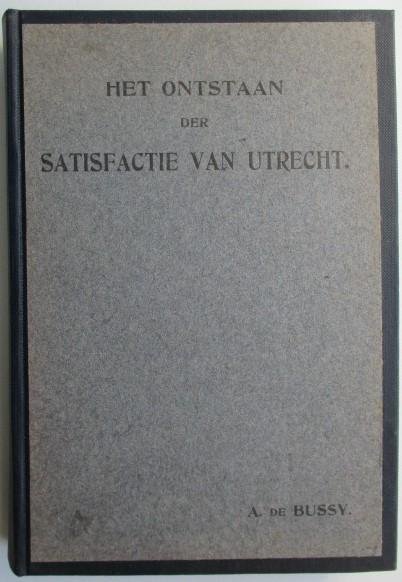 HET ONTSTAAN
DER
SATISFACTIE VAN UTRECHT.
A. DE BUSSY.